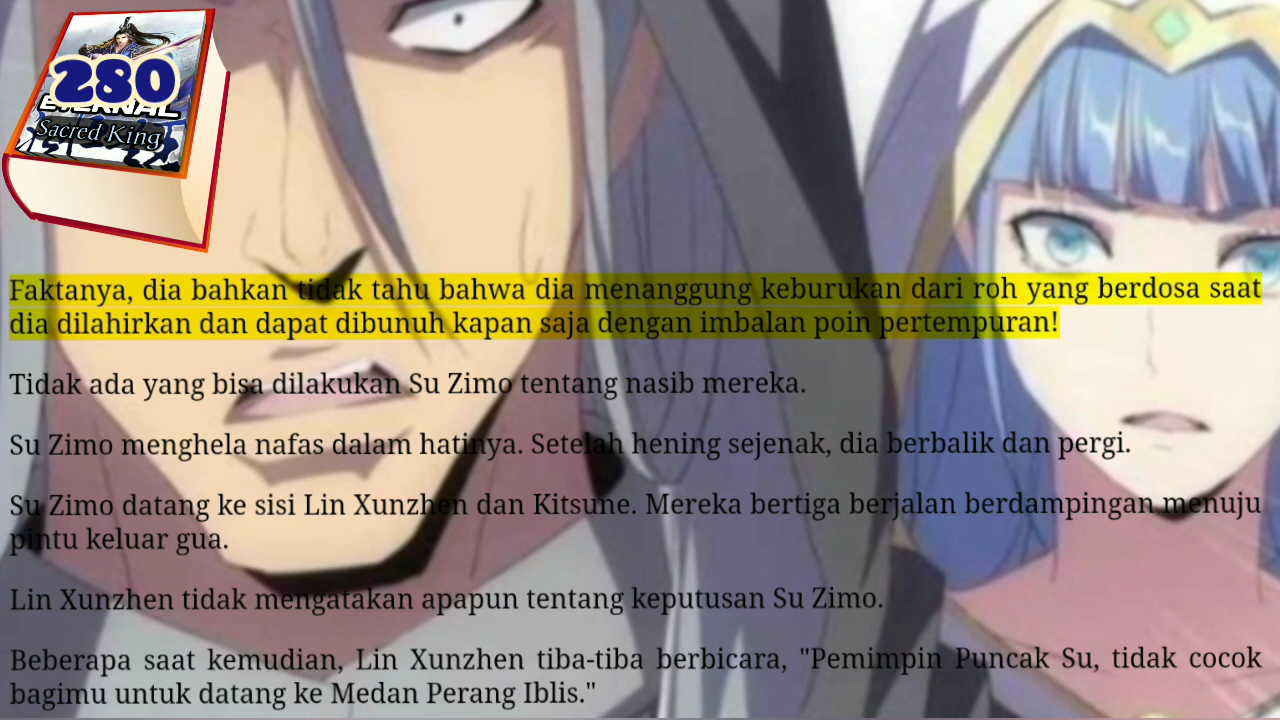 280
ETERNAL
Sacred King
Faktanya, dia bahkan tidak tahu bahwa dia menanggung keburukan dari roh yang berdosa saat
dia dilahirkan dan dapat dibunuh kapan saja dengan imbalan poin pertempuran!
Tidak ada yang bisa dilakukan Su Zimo tentang nasib mereka.
Su Zimo menghela nafas dalam hatinya. Setelah hening sejenak, dia berbalik dan pergi.
Su Zimo datang ke sisi Lin Xunzhen dan Kitsune. Mereka bertiga berjalan berdampingan menuju
pintu keluar gua.
Lin Xunzhen tidak mengatakan apapun tentang keputusan Su Zimo.
Beberapa saat kemudian, Lin Xunzhen tiba-tiba berbicara, "Pemimpin Puncak Su, tidak cocok
bagimu untuk datang ke Medan Perang Iblis."